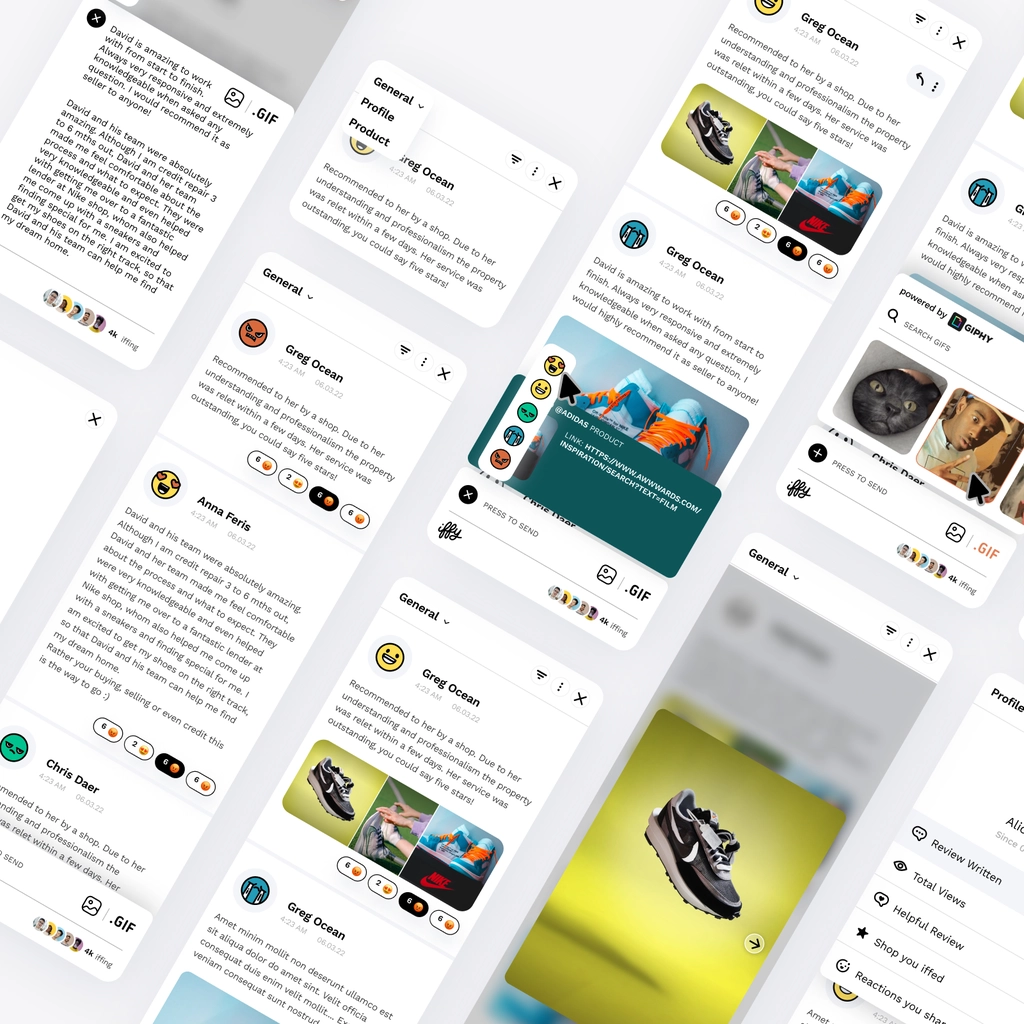 David is amazing to work
with from start to finish.
Always very responsive and extremely
knowledgeable when asked any
question. I would recommend it as
seller to anyone!
.GIF
David and his team were absolutely
amazing. Although I am credit repair 3
to 6 mths out. David and her team
made me feel comfortable about the
process and what to expect. They were
very knowledgeable and even helped
with getting me over to a fantastic
lender at Nike shop, whom also helped
me come up with a sneakers and
finding special for me. I am excited to
get my shoes on the right track, so that
David and his team can help me find
my dream home.
4k iffing
General
Profile
Product
Greg Ocean
4:23 AM 06.03.22
Recommended to her by a shop. Due to her
understanding and professionalism the property
was relet within a few days. Her service was
outstanding, you could say five stars!
General
Greg Ocean
4:23 AM 06.03.22
Recommended to her by a shop. Due to her
understanding and professionalism the property
was relet within a few days. Her service was
outstanding, you could say five stars!
6
2
6
6
Anna Feris
4:23 AM 06.03.22
David and his team were absolutely amazing.
Although I am credit repair 3 to 6 mths out.
David and her team made me feel comfortable
about the process and what to expect. They
were very knowledgeable and even helped
with getting me over to a fantastic lender at
Nike shop, whom also helped me come up
with a sneakers and finding special for me. I
am excited to get my shoes on the right track,
so that David and his team can help me find
my dream home.
Rather your buying, selling or even credit this
is the way to go :)
6
2
6
6
Chris Daer
4:23 AM 06.03.22
mended to her by a shop. Due to her
nding and professionalism the
was relet within a few days. Her
O SEND
.GIF
4k iffing
Greg Ocean
4:23 AM 06.03.22
Recommended to her by a shop. Due to her
understanding and professionalism the property
was relet within a few days. Her service was
outstanding, you could say five stars!
NIKE
6
2
6
6
Greg Ocean
4:23 AM 06.03.22
David is amazing to work with from start to
finish. Always very responsive and extremely
knowledgeable when asked any question. I
would highly recommend it as seller to anyone!
@ADIDAS PRODUCT
LINK: HTTPS://WWW.AWWWARDS.COM/
INSPIRATION/SEARCH?TEXT=FILM
Chris Daer
PRESS TO SEND
iffy
.GIF
4k iffing
General
Greg Ocean
4:23 AM 06.03.22
Recommended to her by a shop. Due to her
understanding and professionalism the property
was relet within a few days. Her service was
outstanding, you could say five stars!
NIKE
6
2
6
6
Greg Ocean
4:23 AM 06.03.22
Amet minim mollit non deserunt ullamco est
sit aliqua dolor do amet sint. Velit officia
consequat duis enim velit mollit.... Ex
veniam consequat sunt nostrud
Greg O
4:23 AM
David is amazing to w
finish. Always very res
knowledgeable when
would highly recommend
powered by GIPHY
SEARCH GIFS
Chris Daer
PRESS TO SEND
iffy
.GIF
4k iffing
General
Profile
Alic
Since 0
Review Written
Total Views
Helpful Review
Shop you iffed
Reactions you shar
Gre
4:23 A
Amet min